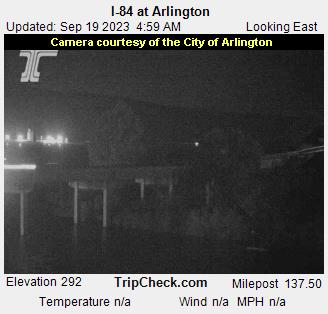 I-84 at Arlington
Updated: Sep 19 2023 4:59 AM Looking East
Camera courtesy of the City of Arlington
Elevation 292 TripCheck.com Milepost 137.50
Temperature n/a Wind n/a MPH n/a